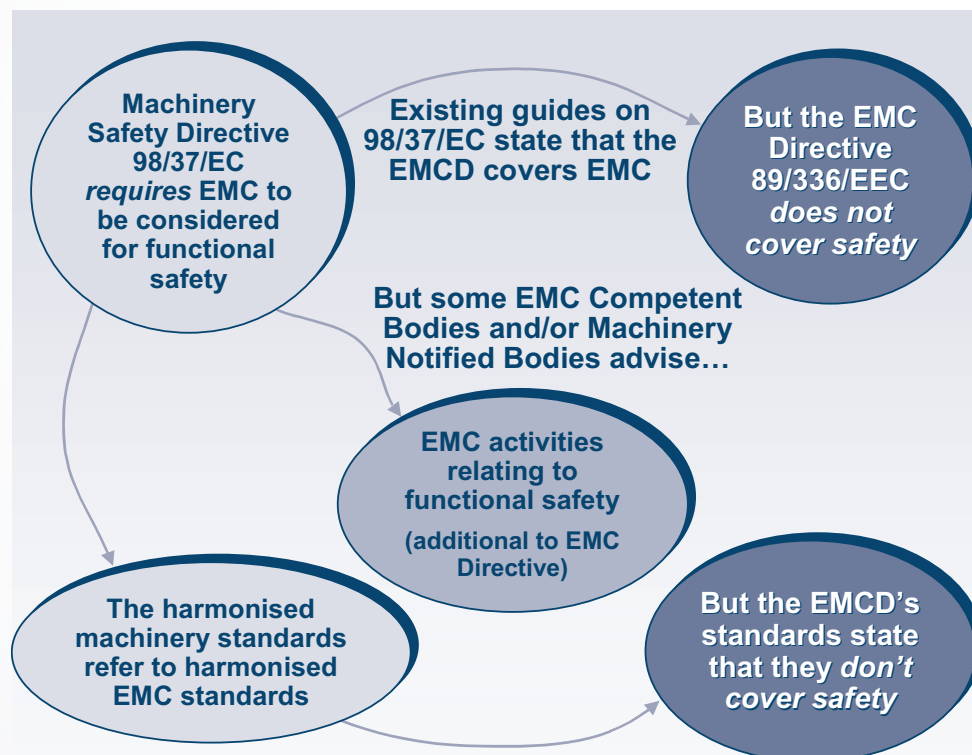 Machinery
Safety Directive
98/37/EC
requires EMC to
be considered
for functional
safety
Existing guides on
98/37/EC state that the
EMCD covers EMC
But the EMC
Directive
89/336/EEC
does not
cover safety
But some EMC Competent
Bodies and/or Machinery
Notified Bodies advise…
EMC activities
relating to
functional safety
(additional to EMC
Directive)
The harmonised
machinery standards
refer to harmonised
EMC standards
But the EMCD’s
standards state
that they don’t
cover safety